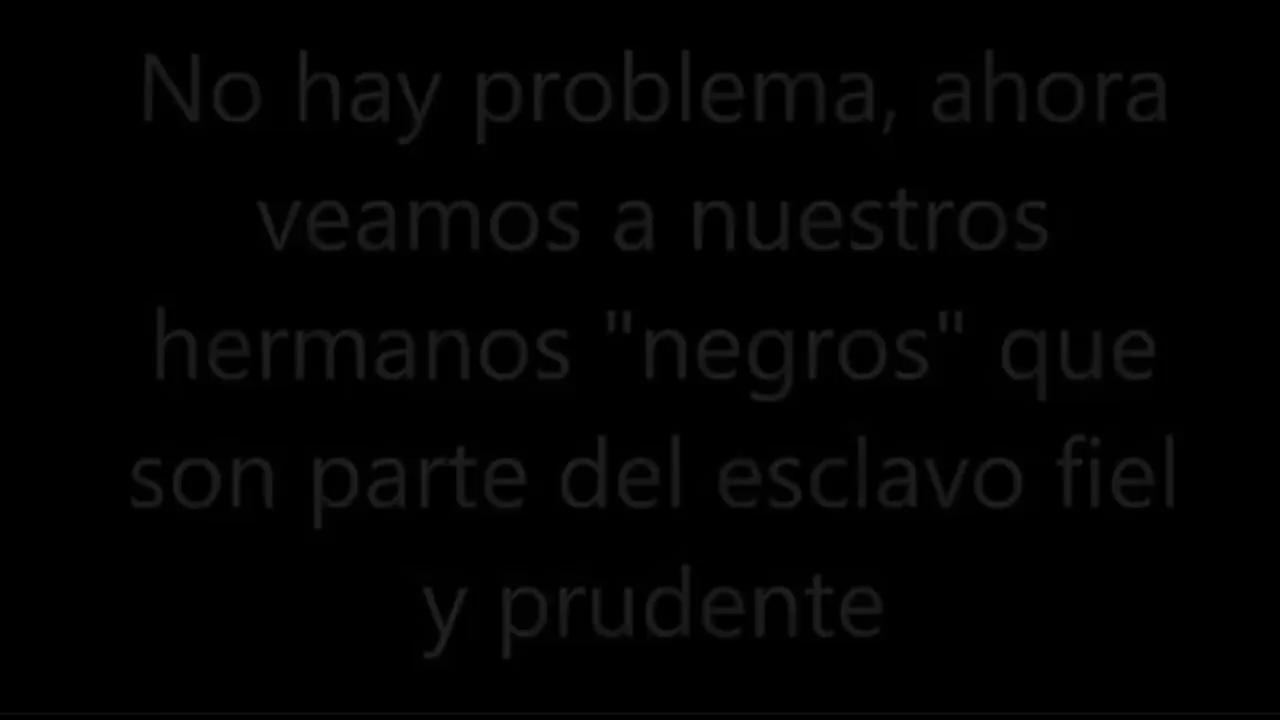 No hay problema, ahora
veamos a nuestros
hermanos "negros" que
son parte del esclavo fiel
y prudente